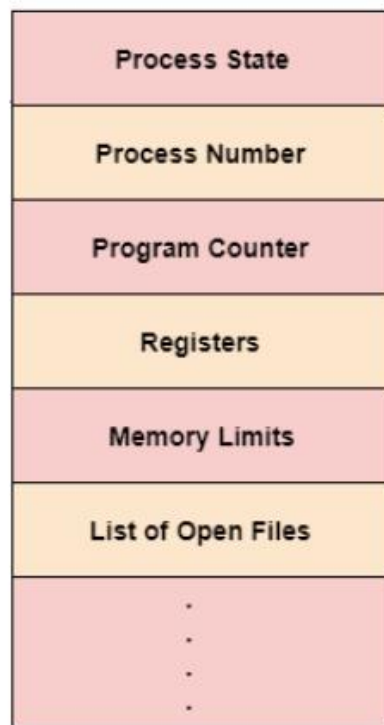 Process State
Process Number
Program Counter
Registers
Memory Limits
List of Open Files
.
.
.
.